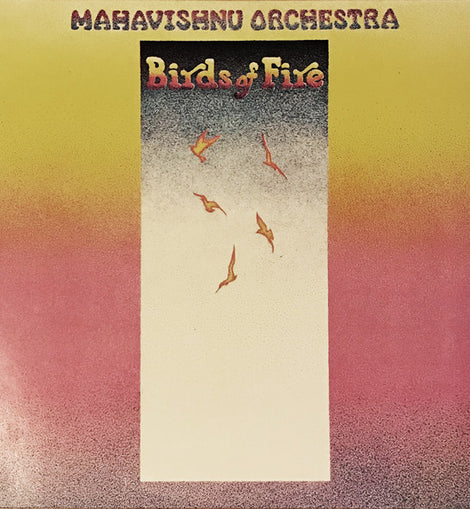 MAHAVISHNU ORCHESTRA
Birds of Fire